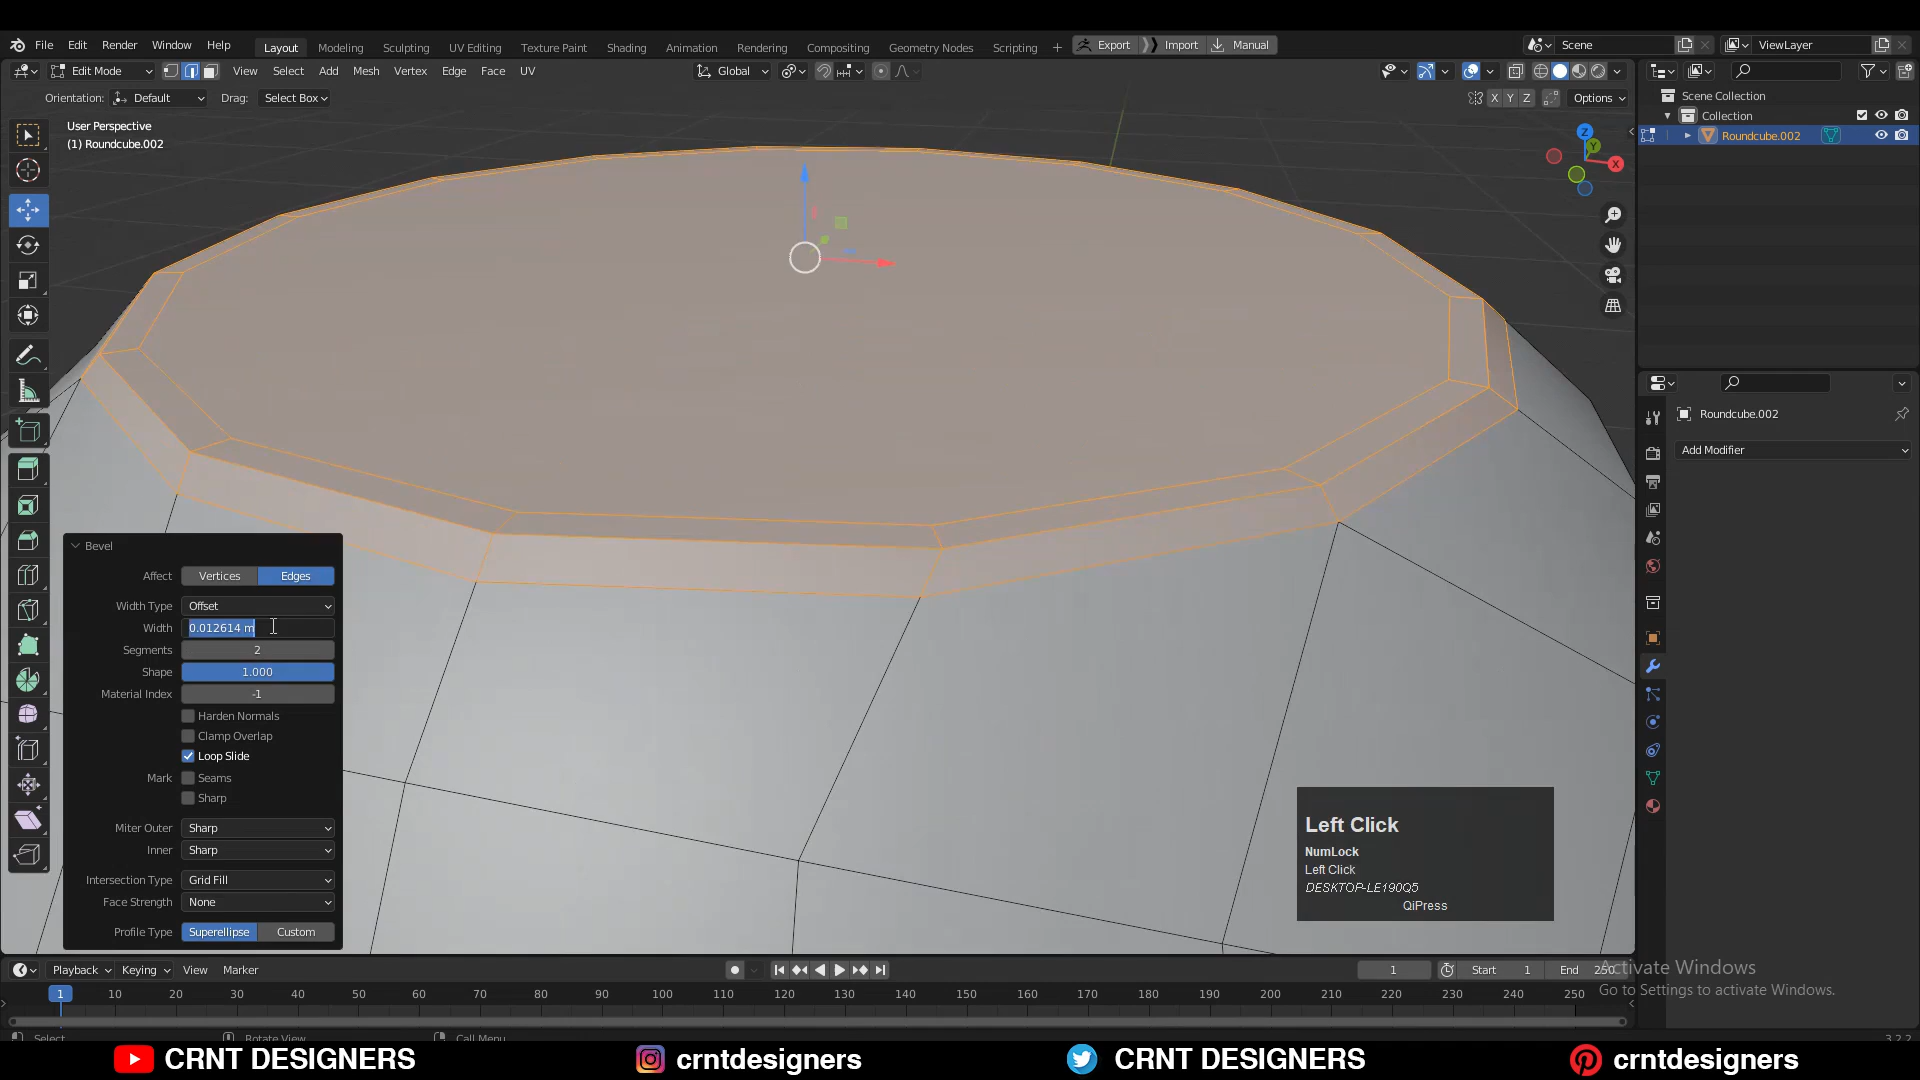 File Edit Render Window Help Layout Modeling Sculpting UV Editing Texture Paint Shading Animation Rendering Compositing Geometry Nodes Scripting + Export Import Manual Scene ViewLayer
Edit Mode View Select Add Mesh Vertex Edge Face UV Global
Orientation: Default Drag: Select Box X Y Z Options
Scene Collection
Collection
Roundcube.002
User Perspective
(1) Roundcube.002
Z
Y
X
Roundcube.002
Add Modifier
Bevel
Affect Vertices Edges
Width Type Offset
Width 0.012614 m
Segments 2
Shape 1.000
Material Index -1
Harden Normals
Clamp Overlap
Loop Slide
Mark Seams
Sharp
Miter Outer Sharp
Inner Sharp
Intersection Type Grid Fill
Face Strength None
Profile Type Superellipse Custom
Left Click
NumLock
Left Click
DESKTOP-LE190Q5
QiPress
Activate Windows
Go to Settings to activate Windows.
Playback Keying View Marker 1 Start 1 End 250
1 10 20 30 40 50 60 70 80 90 100 110 120 130 140 150 160 170 180 190 200 210 220 230 240 250
Select Rotate View Call Menu 3.2.2
CRNT DESIGNERS crntdesigners CRNT DESIGNERS crntdesigners